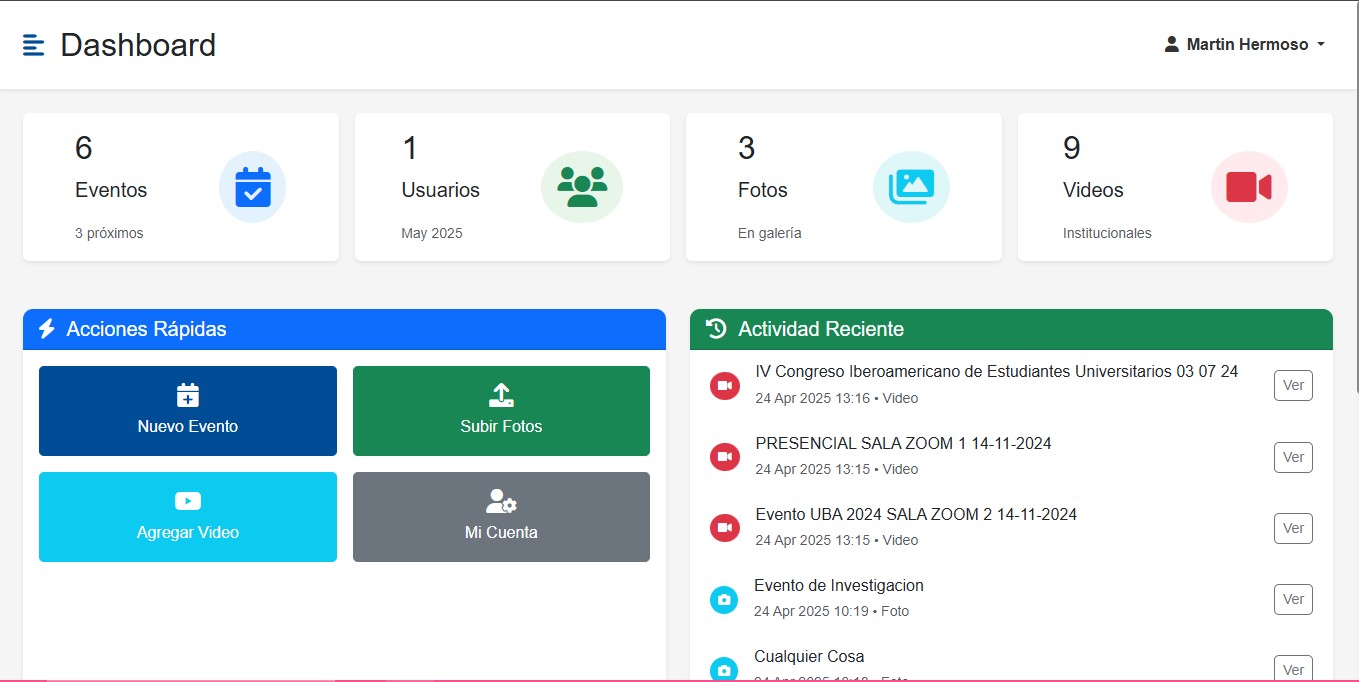 Dashboard
Martin Hermoso
6
Eventos
3 próximos
1
Usuarios
May 2025
3
Fotos
En galería
9
Videos
Institucionales
Acciones Rápidas
Nuevo Evento
Subir Fotos
Agregar Video
Mi Cuenta
Actividad Reciente
IV Congreso Iberoamericano de Estudiantes Universitarios 03 07 24
24 Apr 2025 13:16 • Video
Ver
PRESENCIAL SALA ZOOM 1 14-11-2024
24 Apr 2025 13:15 • Video
Ver
Evento UBA 2024 SALA ZOOM 2 14-11-2024
24 Apr 2025 13:15 • Video
Ver
Evento de Investigacion
24 Apr 2025 10:19 • Foto
Ver
Cualquier Cosa
24 Apr 2025
Ver